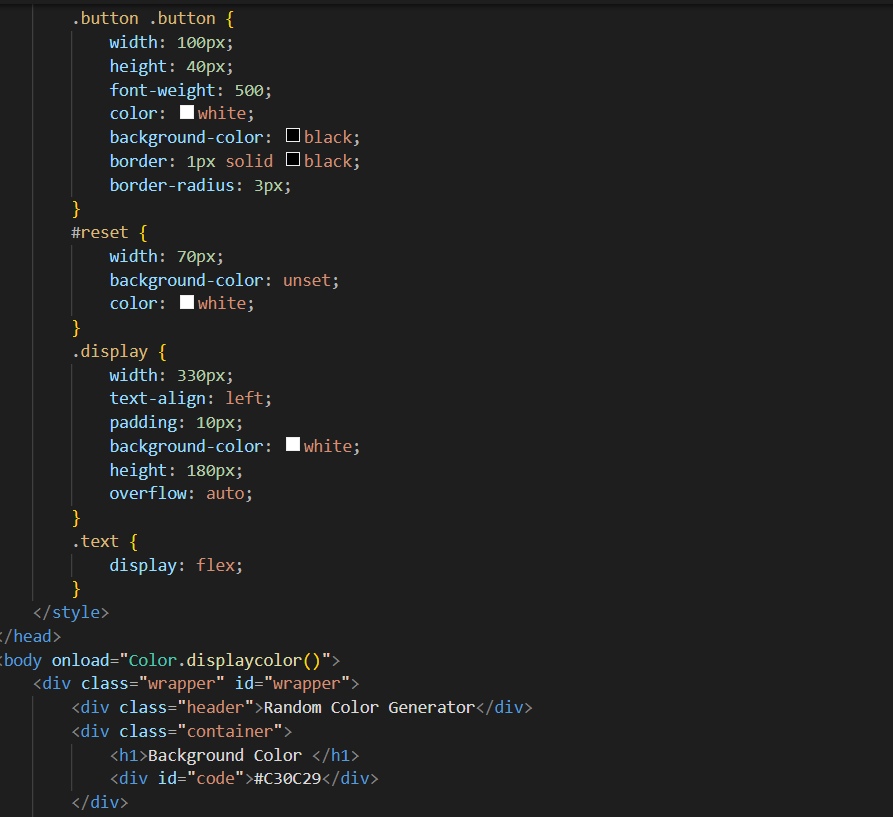 .button .button {
width: 100px;
height: 40px;
font-weight: 500;
color: white;
background-color: black;
border: 1px solid black;
border-radius: 3px;
}
#reset {
width: 70px;
background-color: unset;
color: white;
}
.display {
width: 330px;
text-align: left;
padding: 10px;
background-color: white;
height: 180px;
overflow: auto;
}
.text {
display: flex;
}
</style>
</head>
<body onload="Color.displaycolor()">
<div class="wrapper" id="wrapper">
<div class="header">Random Color Generator</div>
<div class="container">
<h1>Background Color </h1>
<div id="code">#C30C29</div>
</div>